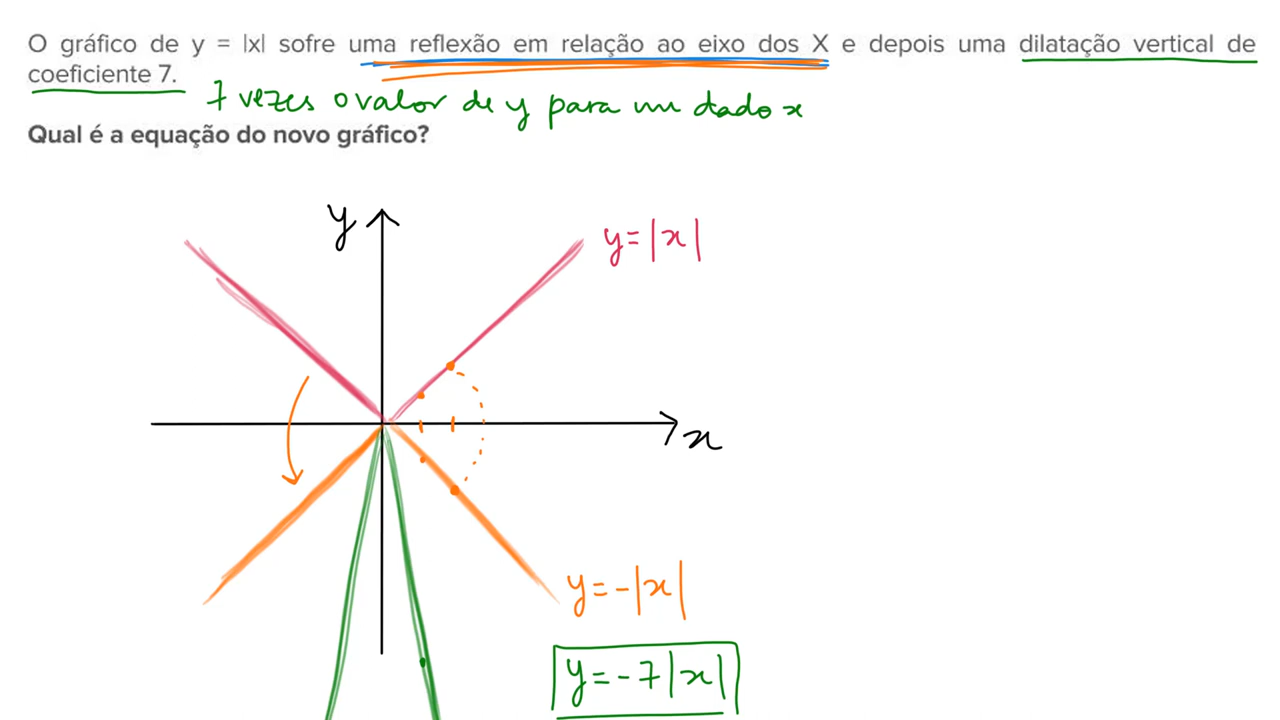 O gráfico de y = |x| sofre uma reflexão em relação ao eixo dos X e depois uma dilatação vertical de
coeficiente 7.
7 vezes o valor de y para um dado x
Qual é a equação do novo gráfico?
y
y=|x|
x
y=-|x|
y=-7|x|